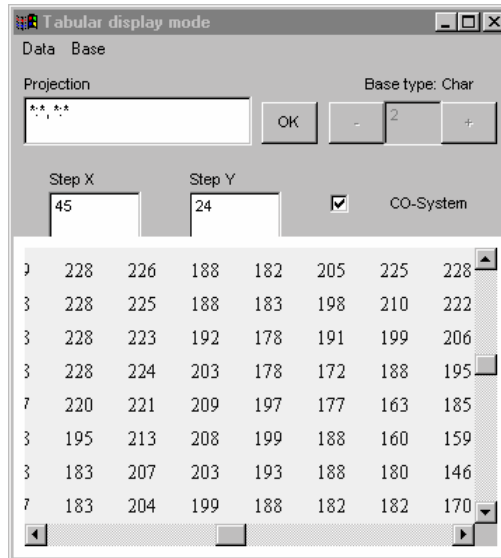 Tabular display mode
Data Base
Projection Base type: Char
*:*, *:* OK - 2 +
Step X Step Y
45 24 CO-System
228 226 188 182 205 225 228
228 225 188 183 198 210 222
228 223 192 178 191 199 206
228 224 203 178 172 188 195
220 221 209 197 177 163 185
195 213 208 199 188 160 159
183 207 203 193 188 180 146
183 204 199 188 182 182 170